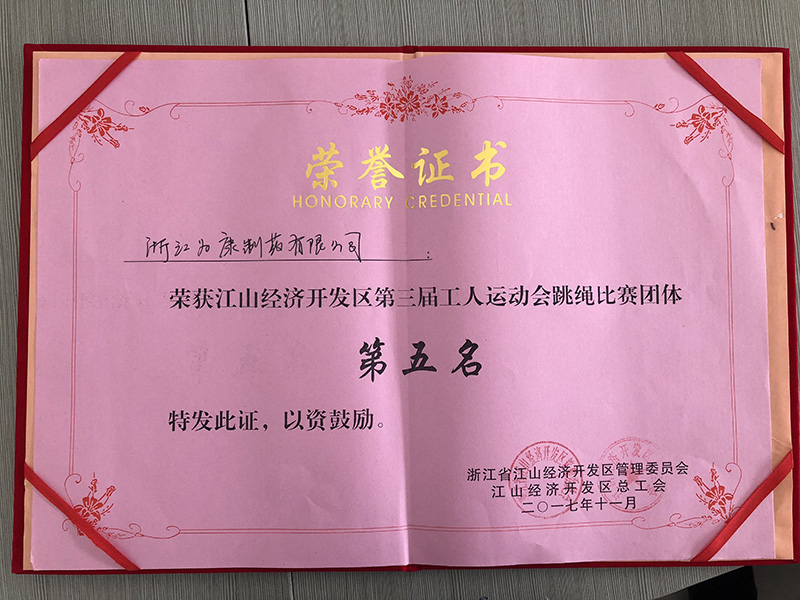 荣誉证书
HONORARY CREDENTIAL
浙江为康制药有限公司:
荣获江山经济开发区第三届工人运动会跳绳比赛团体
第五名
特发此证，以资鼓励。
浙江省江山经济开发区管理委员会
江山经济开发区总工会
二〇一七年十一月